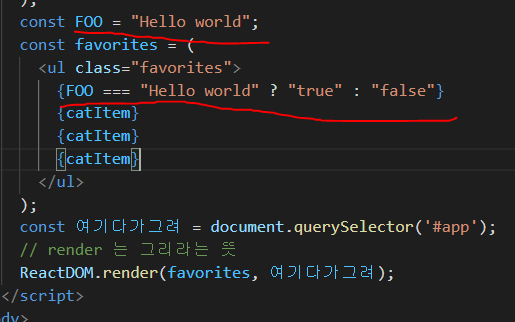 );
const FOO = "Hello world";
const favorites = (
<ul class="favorites">
{FOO === "Hello world" ? "true" : "false"}
{catItem}
{catItem}
{catItem}
</ul>
);
const 여기다가그려 = document.querySelector('#app');
// render 는 그리라는 뜻
ReactDOM.render(favorites, 여기다가그려);
</script>
ody>